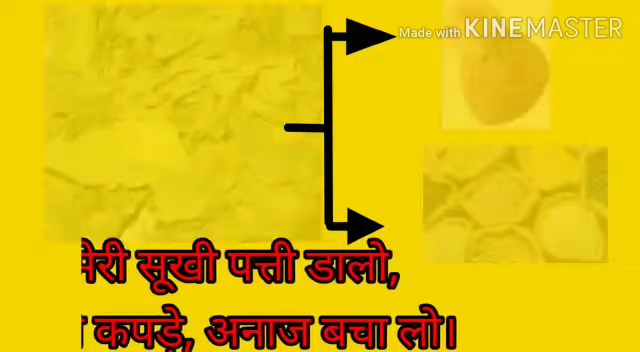 Made with KINEMASTER
सूखी पत्ती डालो,
कपड़े, अनाज बचा लो।